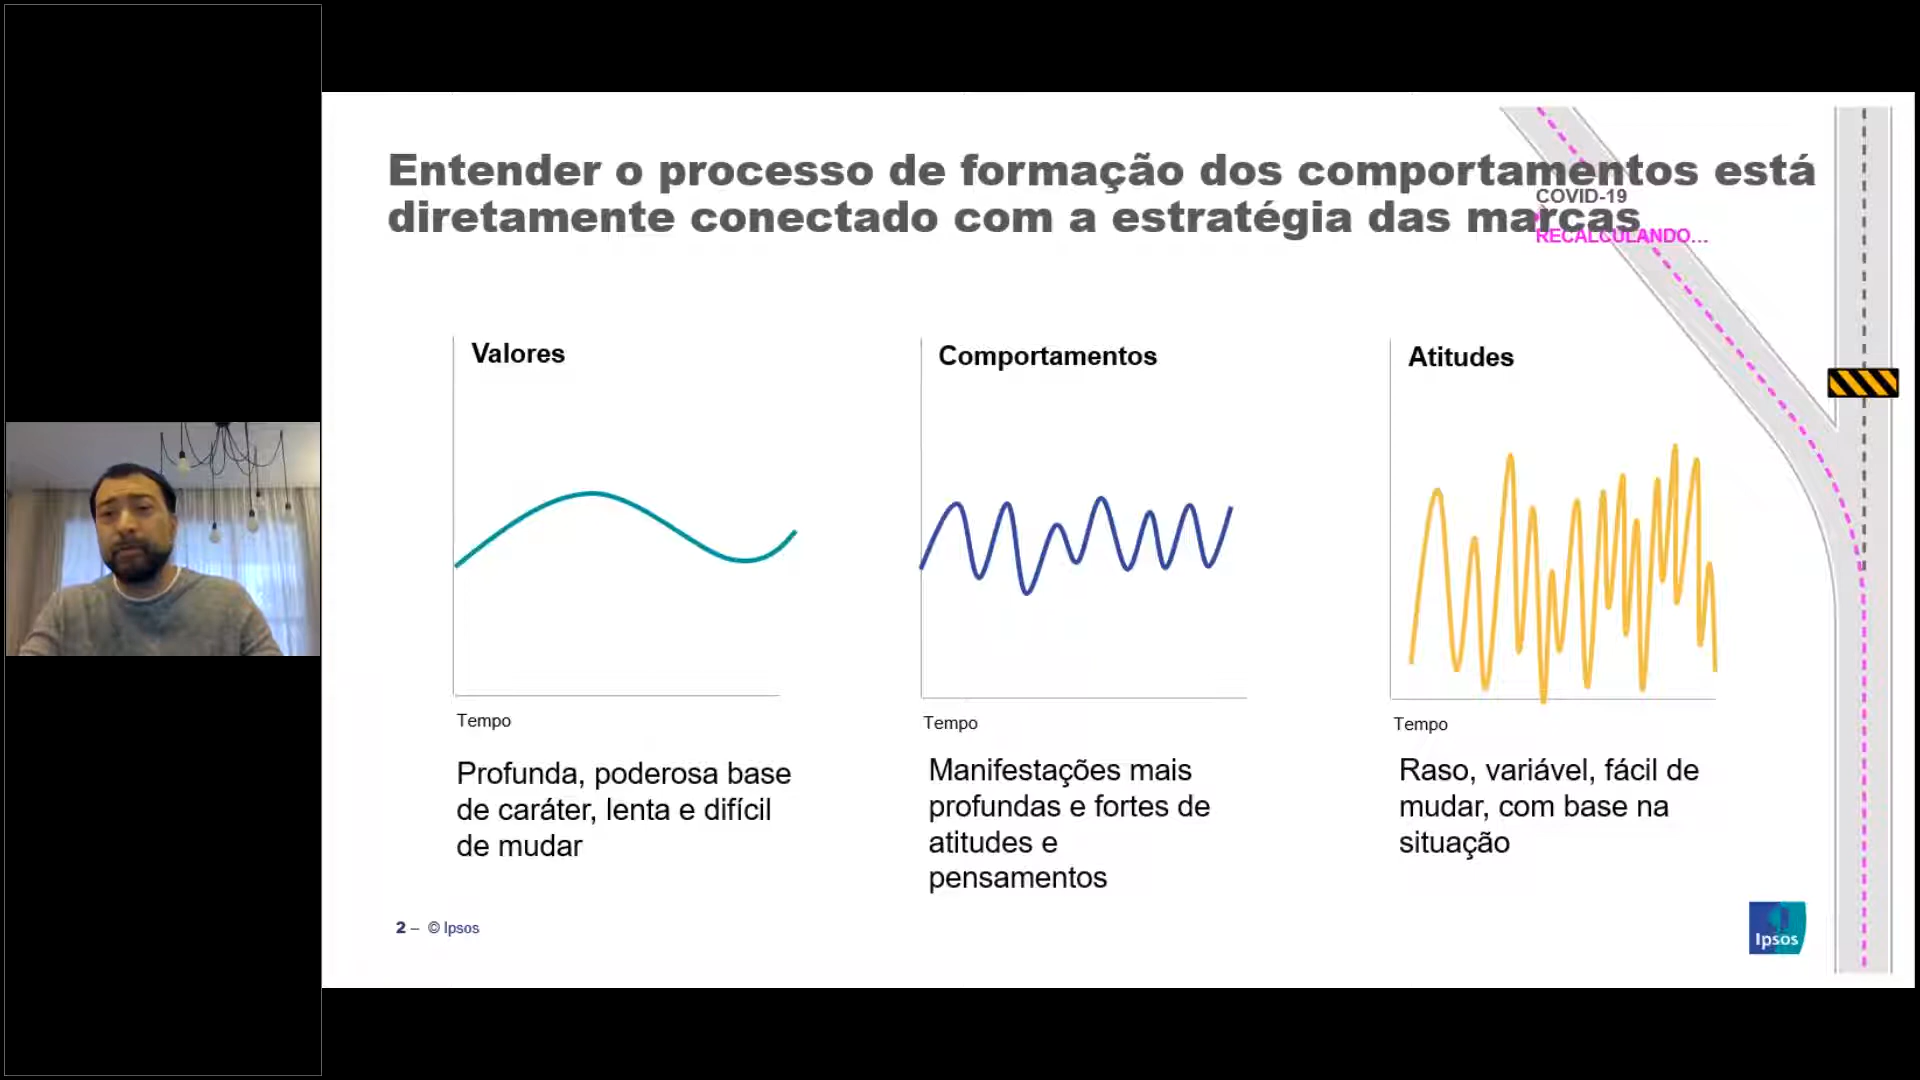 Entender o processo de formação dos comportamentos está
diretamente conectado com a estratégia das marcas
COVID-19
RECALCULANDO...
Valores
Tempo
Profunda, poderosa base
de caráter, lenta e difícil
de mudar
Comportamentos
Tempo
Manifestações mais
profundas e fortes de
atitudes e
pensamentos
Atitudes
Tempo
Raso, variável, fácil de
mudar, com base na
situação
2 – © Ipsos
Ipsos